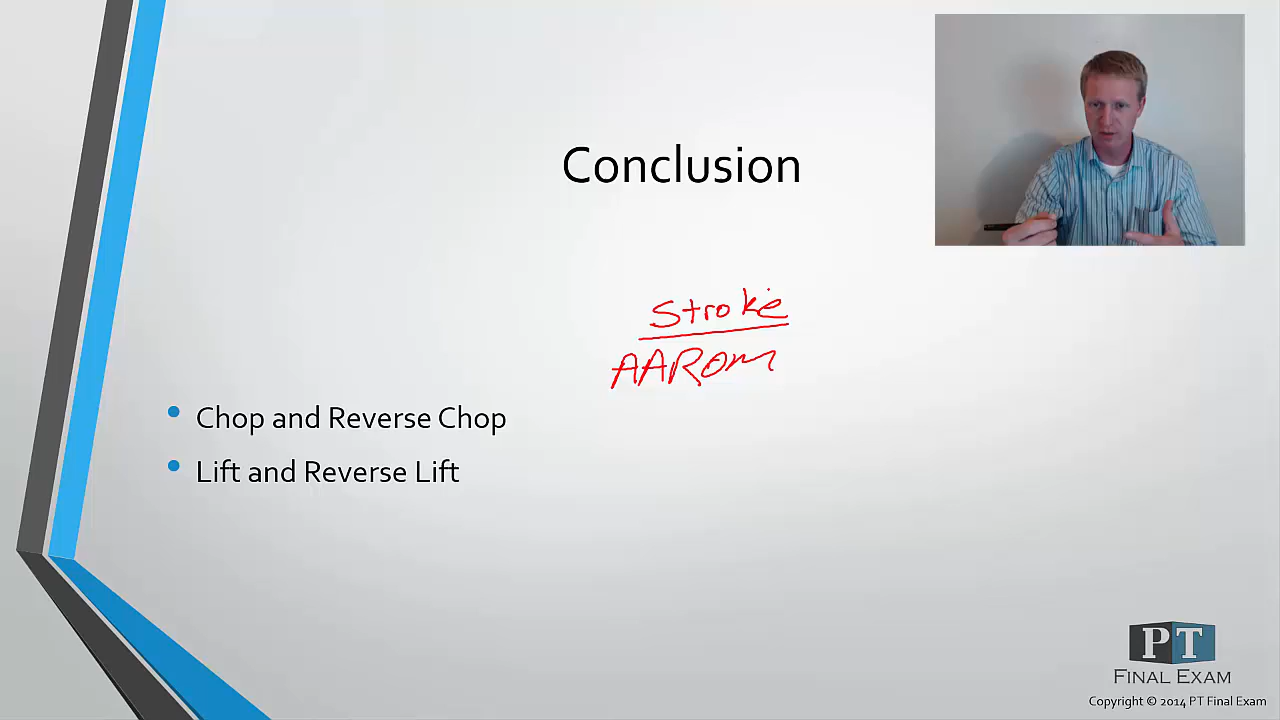 Conclusion
Stroke
AAROM
Chop and Reverse Chop
Lift and Reverse Lift
PT
FINAL EXAM
Copyright © 2014 PT Final Exam